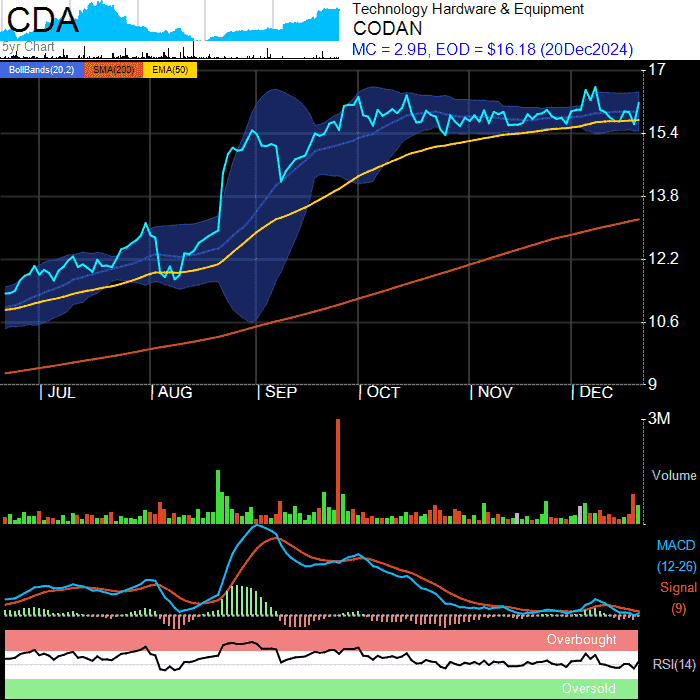 CDA
5yr Chart
Technology Hardware & Equipment
CODAN
MC = 2.9B, EOD = $16.18 (20Dec2024)
BollBands(20,2) SMA(200) EMA(50)
17
15.4
13.8
12.2
10.6
9
JUL AUG SEP OCT NOV DEC
3M
Volume
MACD
(12-26)
Signal
(9)
Overbought
RSI(14)
Oversold